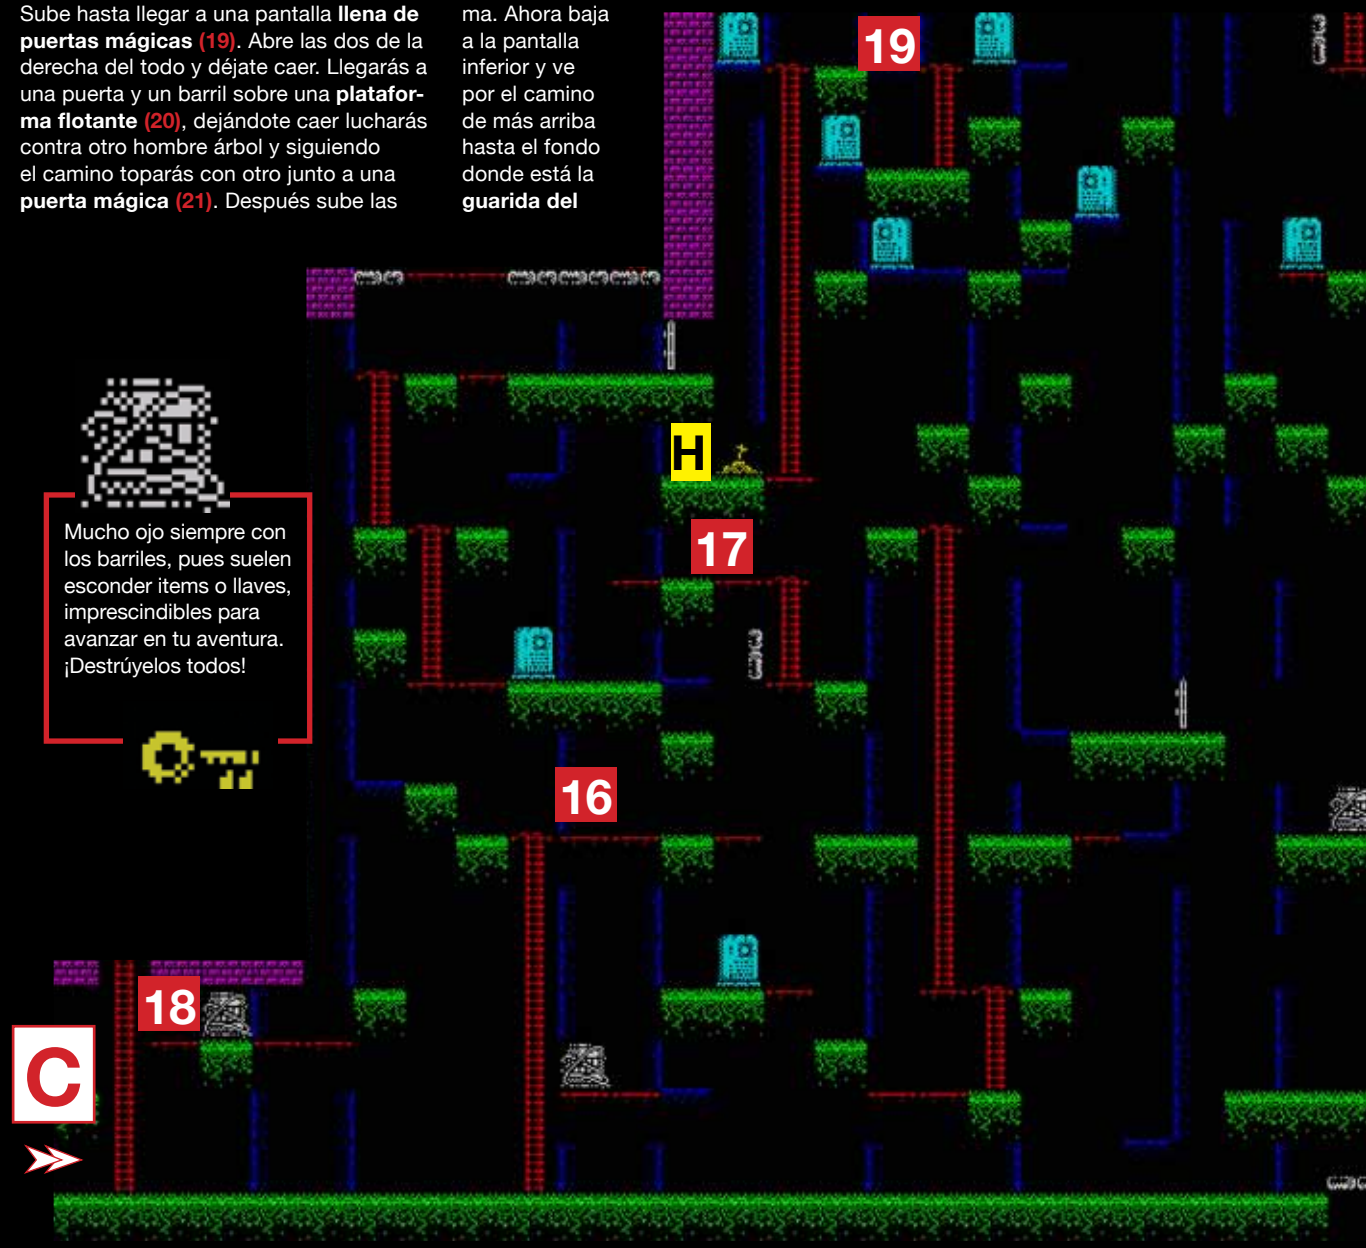 Sube hasta llegar a una pantalla llena de
puertas mágicas (19). Abre las dos de la
derecha del todo y déjate caer. Llegarás a
una puerta y un barril sobre una platafor-
ma flotante (20), dejándote caer lucharás
contra otro hombre árbol y siguiendo
el camino toparás con otro junto a una
puerta mágica (21). Después sube las
ma. Ahora baja
a la pantalla
inferior y ve
por el camino
de más arriba
hasta el fondo
donde está la
guarida del
19
H
17
Mucho ojo siempre con
los barriles, pues suelen
esconder items o llaves,
imprescindibles para
avanzar en tu aventura.
¡Destrúyelos todos!
16
18
C